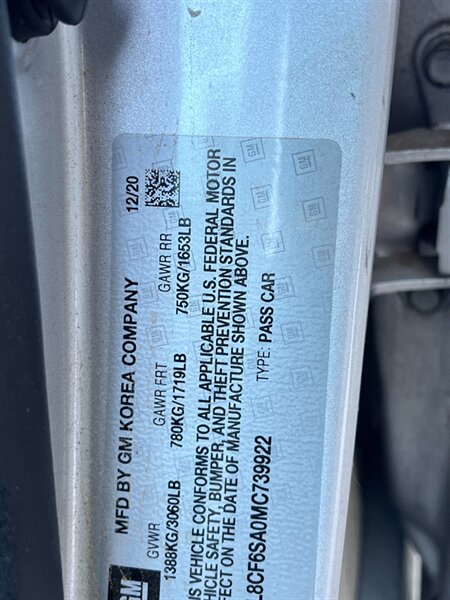 GM
MFD BY GM KOREA COMPANY 12/20
GVWR GAWR FRT GAWR RR
1388KG/3060LB 780KG/1719LB 750KG/1653LB
VEHICLE CONFORMS TO ALL APPLICABLE U.S. FEDERAL MOTOR
SAFETY, BUMPER, AND THEFT PREVENTION STANDARDS IN
ON THE DATE OF MANUFACTURE SHOWN ABOVE.
8CF6SA0MC739922 TYPE: PASS CAR